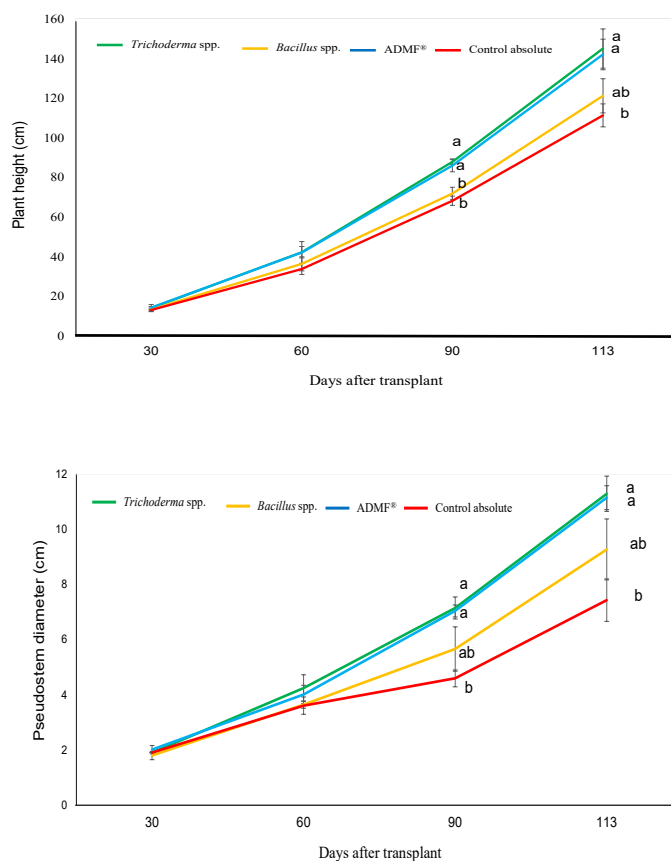 160
140
120
100
80
60
40
20
0
Plant height (cm)
Trichoderma spp. Bacillus spp. ADMF® Control absolute
a
a
ab
b
a
a
b
b
30 60 90 113
Days after transplant
12
10
8
6
4
2
0
Pseudostem diameter (cm)
Trichoderma spp. Bacillus spp. ADMF® Control absolute
a
a
ab
b
a
a
ab
b
30 60 90 113
Days after transplant